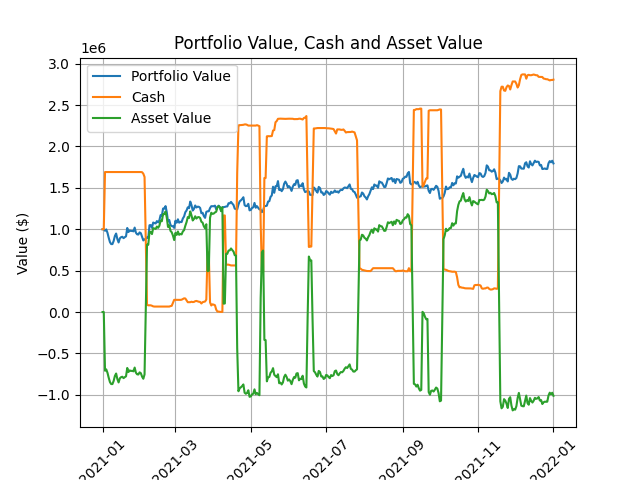 Portfolio Value, Cash and Asset Value
1e6
Portfolio Value
Cash
Asset Value
Value ($)
3.0
2.5
2.0
1.5
1.0
0.5
0.0
−0.5
−1.0
2021-01
2021-03
2021-05
2021-07
2021-09
2021-11
2022-01